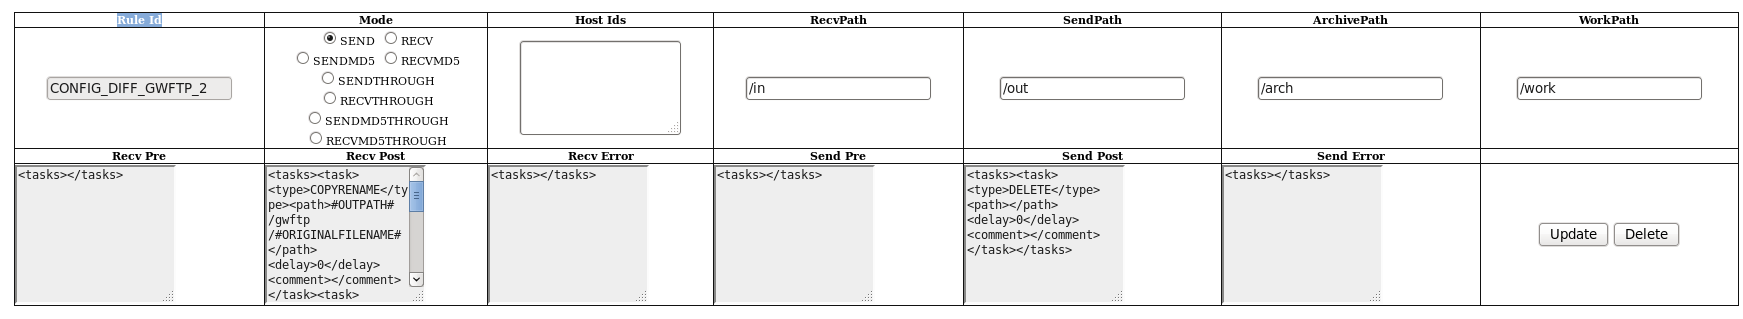 Rule Id Mode Host Ids RecvPath SendPath ArchivePath WorkPath
CONFIG_DIFF_GWFTP_2
SEND RECV
SENDMD5 RECVMD5
SENDTHROUGH
RECVTHROUGH
SENDMD5THROUGH
RECVMD5THROUGH
/in
/out
/arch
/work
Recv Pre Recv Post Recv Error Send Pre Send Post Send Error
<tasks></tasks>
<tasks><task>
<type>COPYRENAME</ty
pe><path>#OUTPATH#
/gwftp
/#ORIGINALFILENAME#
</path>
<delay>0</delay>
<comment></comment>
</task><task>
<tasks></tasks>
<tasks></tasks>
<tasks><task>
<type>DELETE</type>
<path></path>
<delay>0</delay>
<comment></comment>
</task></tasks>
<tasks></tasks>
Update Delete